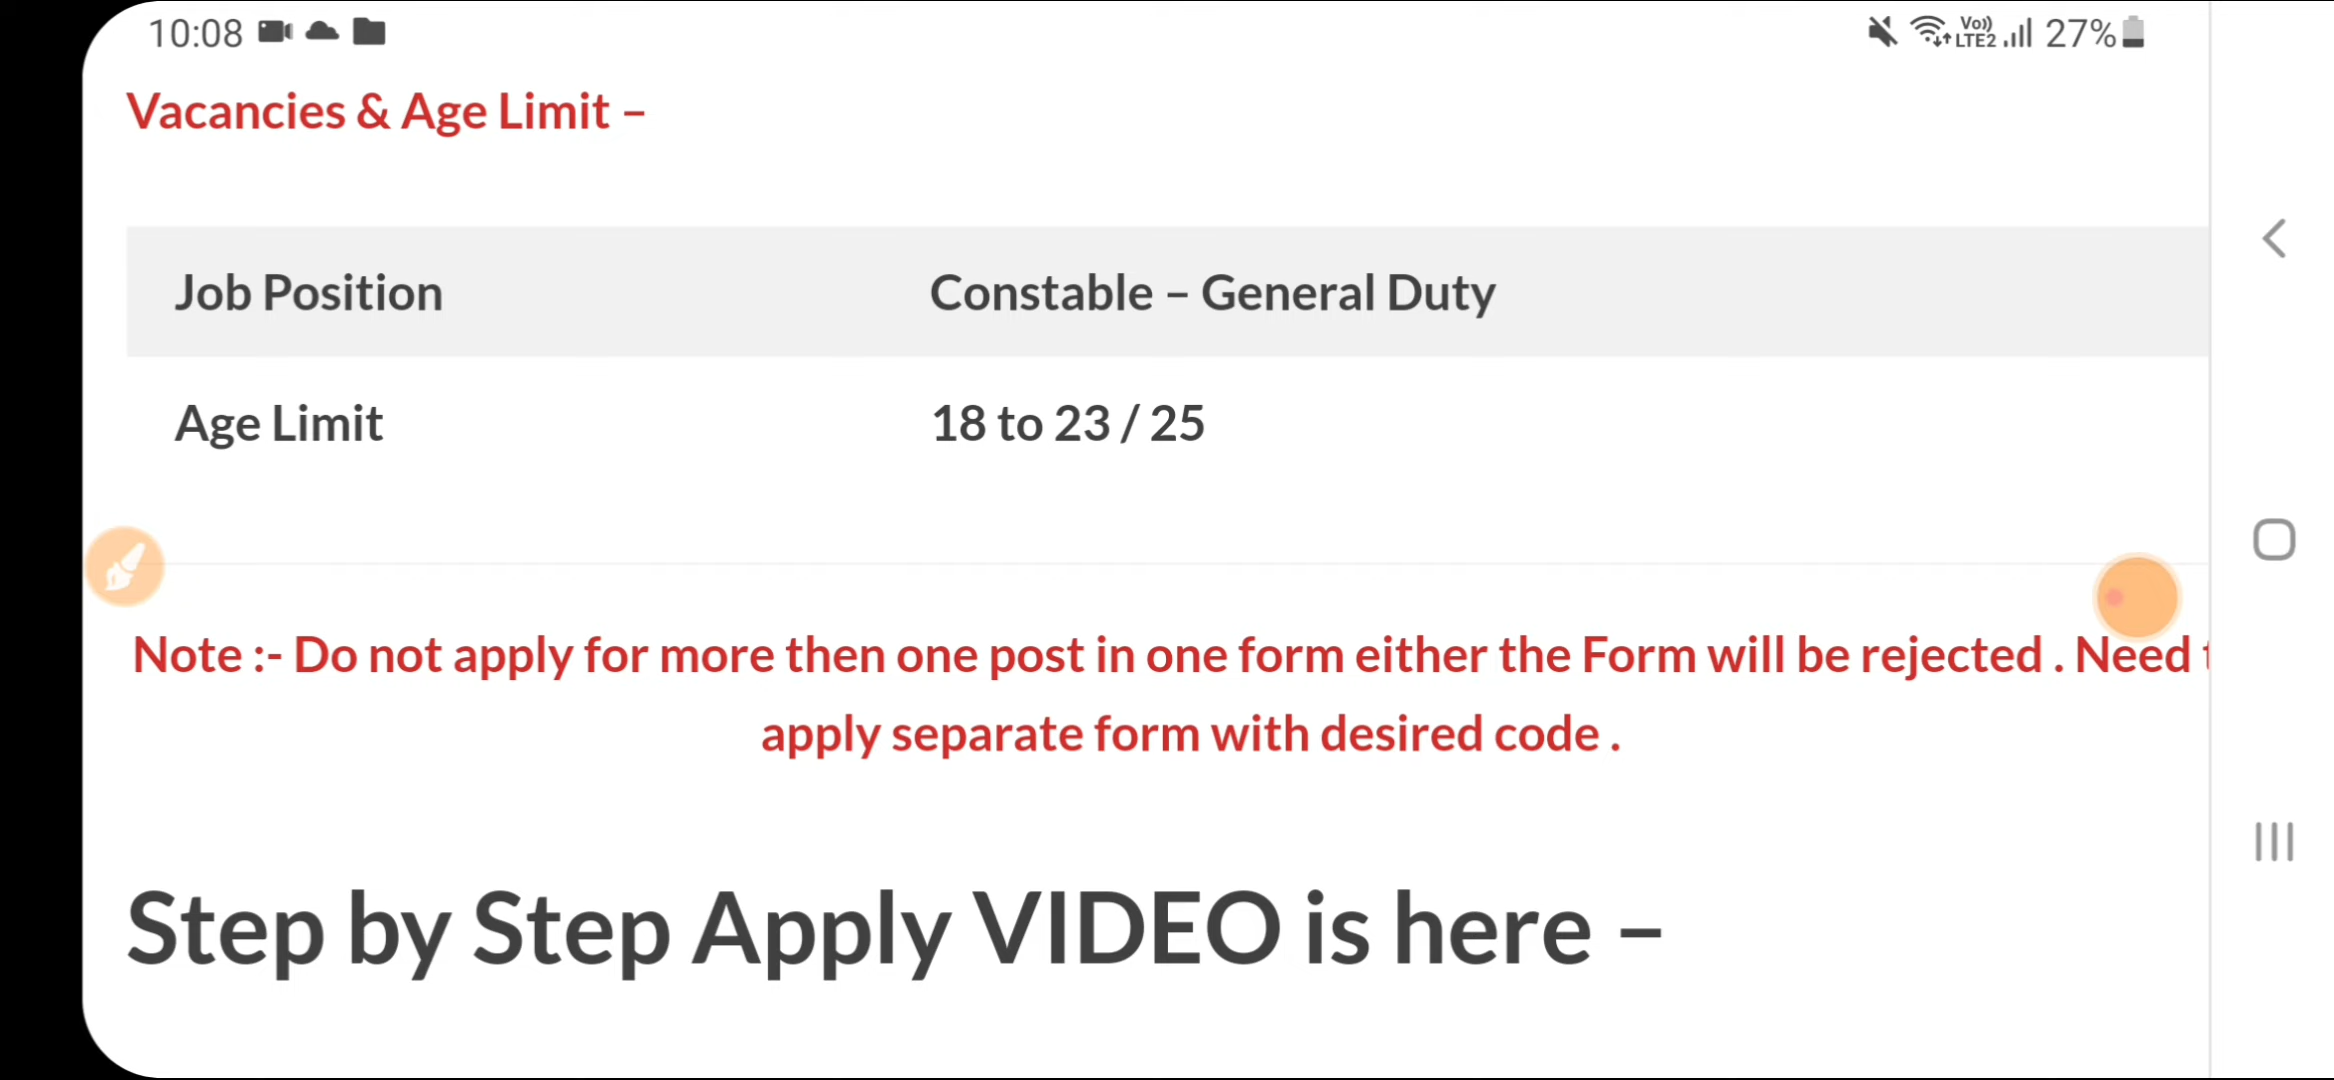 10:08 Vo)) LTE2 27%
Vacancies & Age Limit –
Job Position Constable – General Duty
Age Limit 18 to 23 / 25
Note :- Do not apply for more then one post in one form either the Form will be rejected . Need
apply separate form with desired code .
Step by Step Apply VIDEO is here –